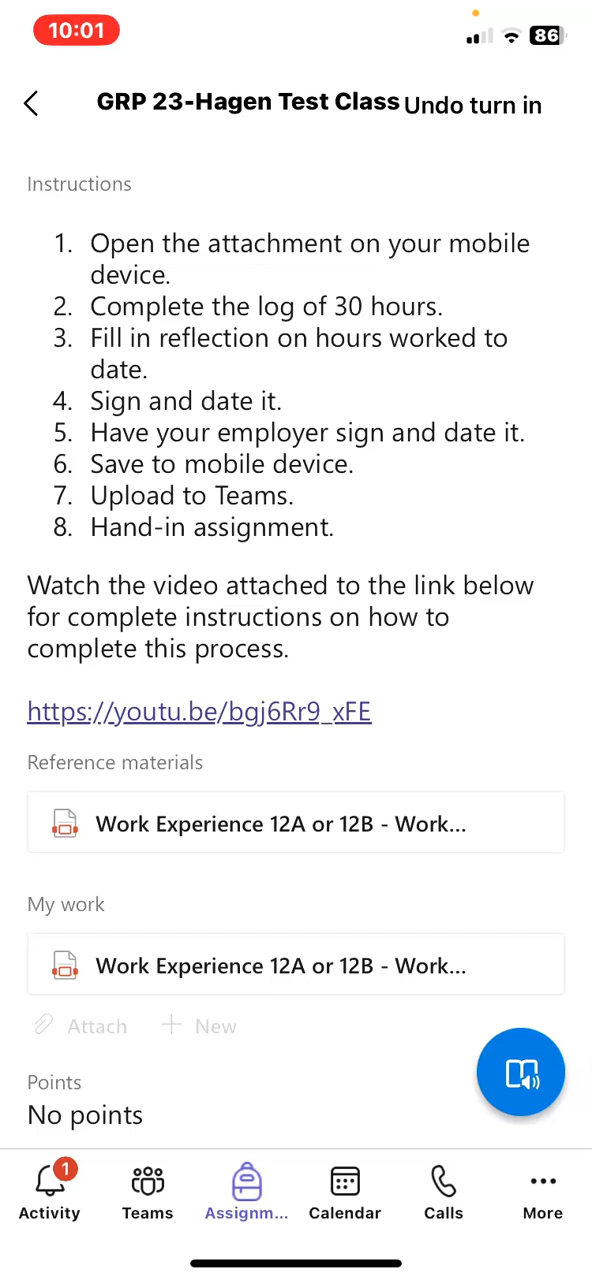 10:01
86
GRP 23-Hagen Test Class Undo turn in
Instructions
1. Open the attachment on your mobile
device.
2. Complete the log of 30 hours.
3. Fill in reflection on hours worked to
date.
4. Sign and date it.
5. Have your employer sign and date it.
6. Save to mobile device.
7. Upload to Teams.
8. Hand-in assignment.
Watch the video attached to the link below
for complete instructions on how to
complete this process.
https://youtu.be/bgj6Rr9_xFE
Reference materials
Work Experience 12A or 12B - Work...
My work
Work Experience 12A or 12B - Work...
Attach + New
Points
No points
1
Activity Teams Assignm... Calendar Calls More